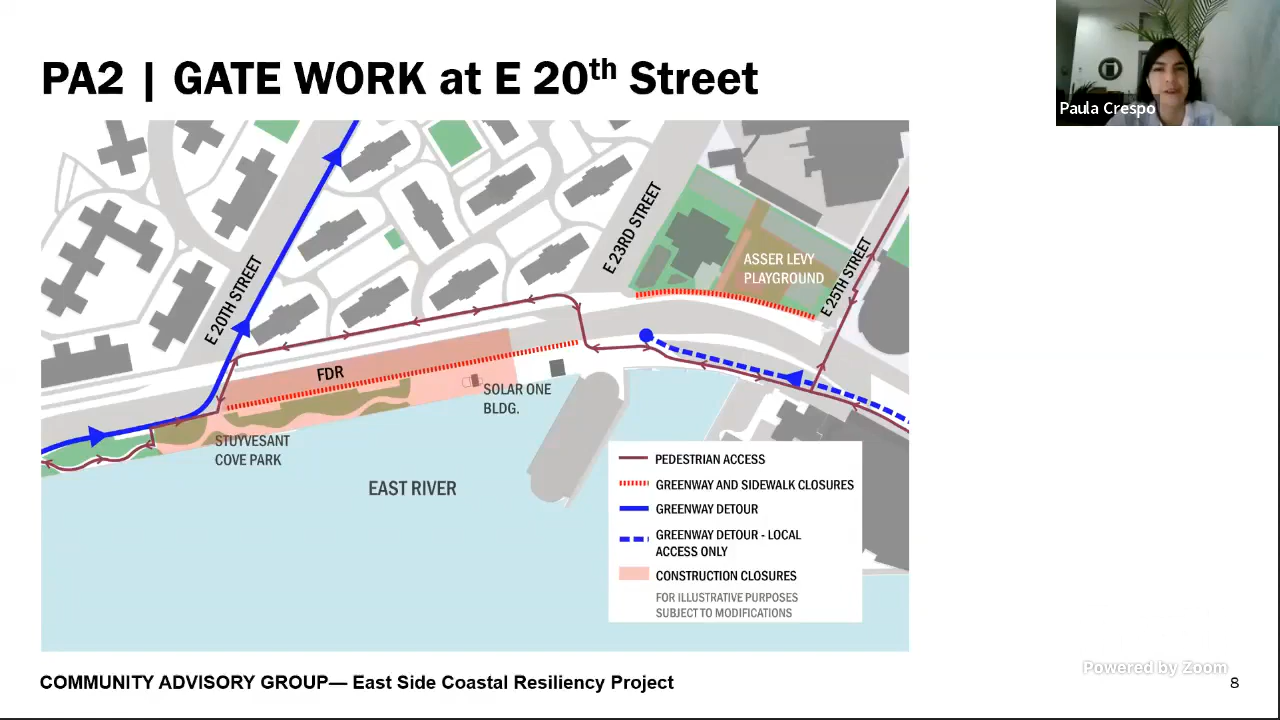 PA2 | GATE WORK at E 20th Street
Paula Crespo
E 20TH STREET
E 23RD STREET
ASSER LEVY
PLAYGROUND
E 25TH STREET
FDR
SOLAR ONE
BLDG.
STUYVESANT
COVE PARK
EAST RIVER
PEDESTRIAN ACCESS
GREENWAY AND SIDEWALK CLOSURES
GREENWAY DETOUR
GREENWAY DETOUR - LOCAL
ACCESS ONLY
CONSTRUCTION CLOSURES
FOR ILLUSTRATIVE PURPOSES
SUBJECT TO MODIFICATIONS
Powered by Zoom
COMMUNITY ADVISORY GROUP— East Side Coastal Resiliency Project
8